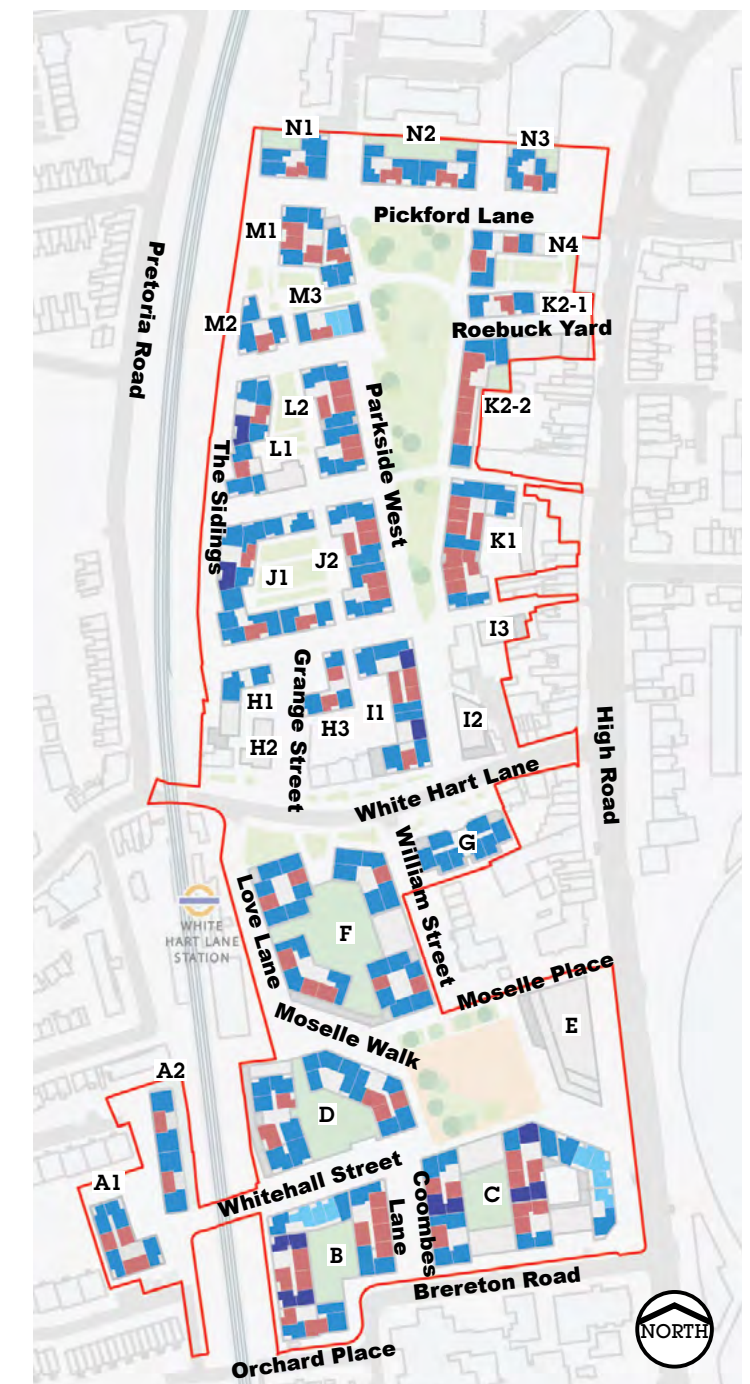 N1
N2
N3
Pickford Lane
M1
N4
M3
K2-1
M2
Roebuck Yard
Pretoria Road
L2
K2-2
Parkside West
L1
The Sidings
K1
J2
J1
I3
Grange Street
H1
H3
I1
I2
H2
High Road
White Hart Lane
G
William Street
Love Lane
F
WHITE
HART LANE
STATION
Moselle Place
Moselle Walk
E
A2
D
Whitehall Street
A1
Coombes
Lane
C
B
Brereton Road
NORTH
Orchard Place